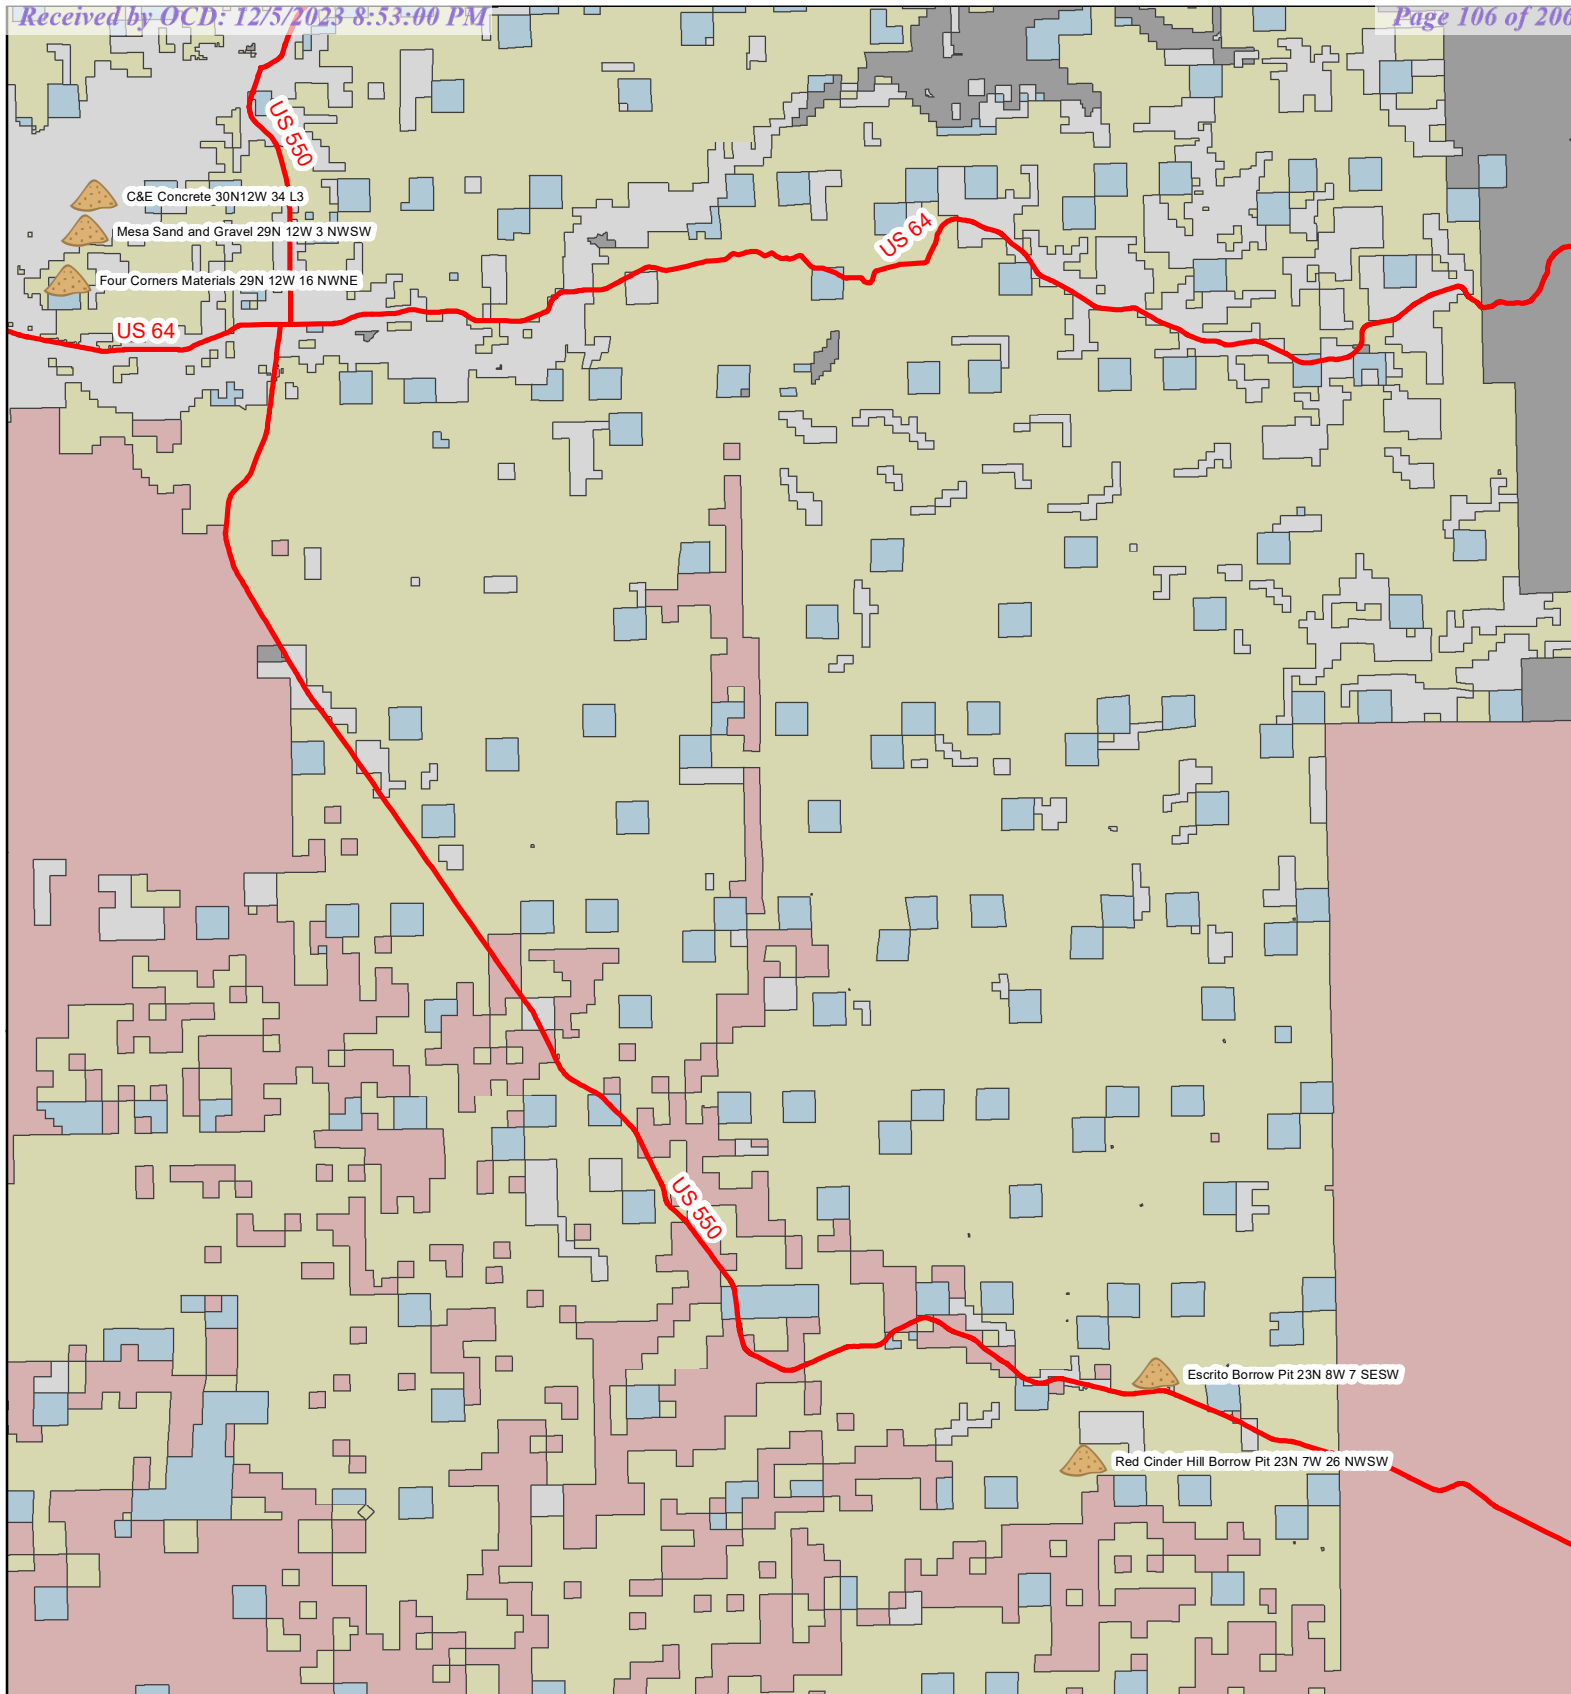 Received by OCD: 12/5/2023 8:53:00 PM
Page 106 of 206
US 550
C&E Concrete 30N12W 34 L3
Mesa Sand and Gravel 29N 12W 3 NWSW
US 64
Four Corners Materials 29N 12W 16 NWNE
US 64
US 550
Escrito Borrow Pit 23N 8W 7 SESW
Red Cinder Hill Borrow Pit 23N 7W 26 NWSW